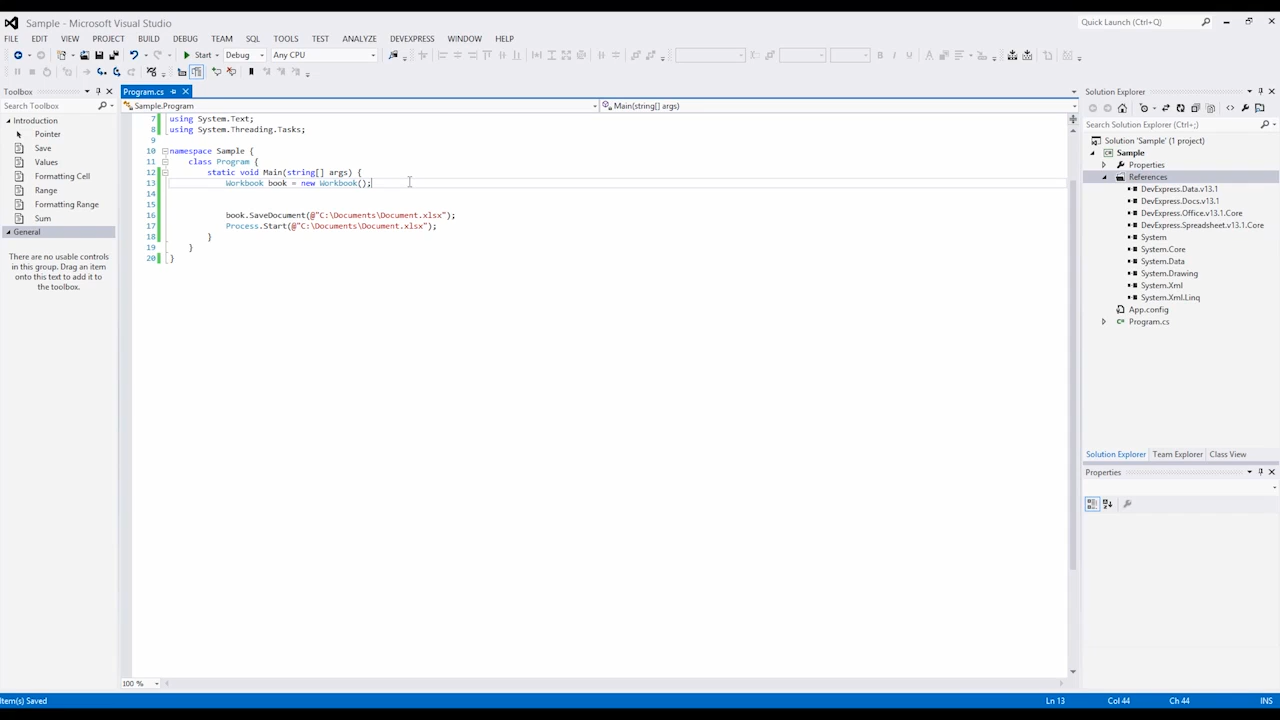 Sample - Microsoft Visual Studio
Quick Launch (Ctrl+Q)
FILE EDIT VIEW PROJECT BUILD DEBUG TEAM SQL TOOLS TEST ANALYZE DEVEXPRESS WINDOW HELP
Start Debug Any CPU
Toolbox
Search Toolbox
Introduction
Pointer
Save
Values
Formatting Cell
Range
Formatting Range
Sum
General
There are no usable controls
in this group. Drag an item
onto this text to add it to
the toolbox.
Program.cs
Sample.Program
Main(string[] args)
7 using System.Text;
8 using System.Threading.Tasks;
9
10 namespace Sample {
11 class Program {
12 static void Main(string[] args) {
13 Workbook book = new Workbook();
14
15
16 book.SaveDocument(@"C:\Documents\Document.xlsx");
17 Process.Start(@"C:\Documents\Document.xlsx");
18 }
19 }
20 }
100 %
Solution Explorer
Search Solution Explorer (Ctrl+;)
Solution 'Sample' (1 project)
Sample
Properties
References
DevExpress.Data.v13.1
DevExpress.Docs.v13.1
DevExpress.Office.v13.1.Core
DevExpress.Spreadsheet.v13.1.Core
System
System.Core
System.Data
System.Drawing
System.Xml
System.Xml.Linq
App.config
Program.cs
Solution Explorer Team Explorer Class View
Properties
Item(s) Saved
Ln 13 Col 44 Ch 44 INS